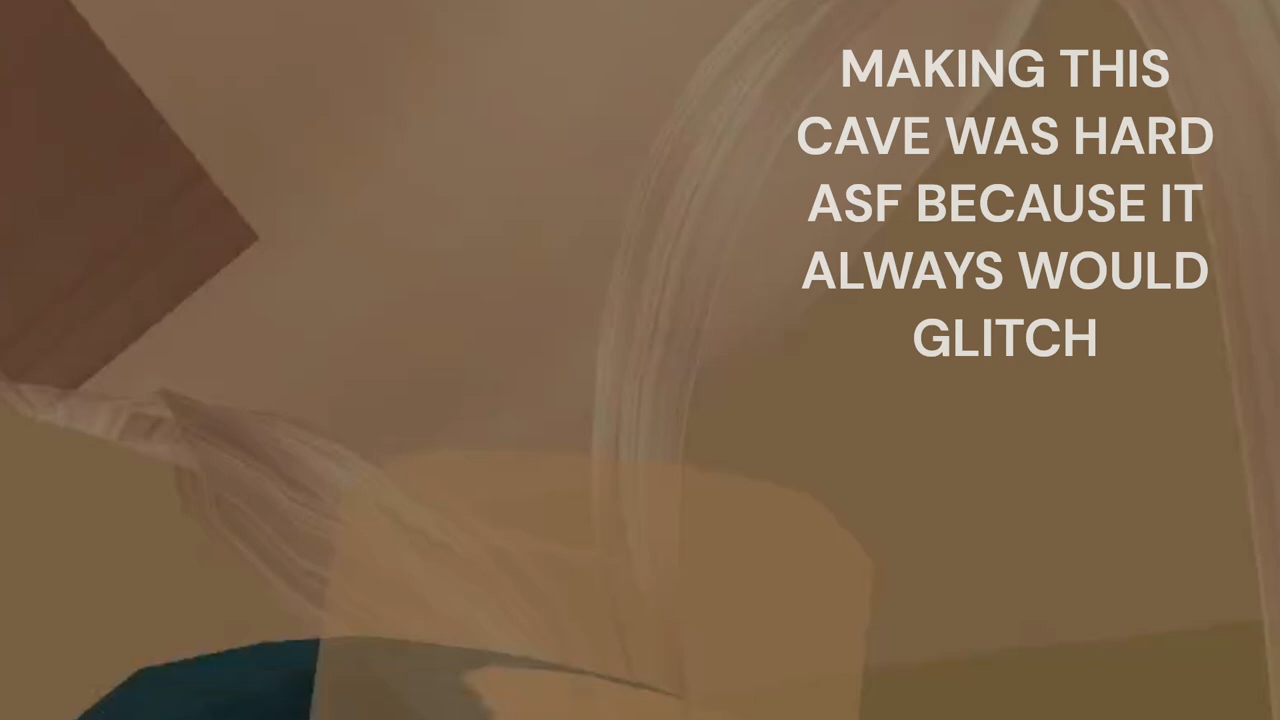 MAKING THIS
CAVE WAS HARD
ASF BECAUSE IT
ALWAYS WOULD
GLITCH